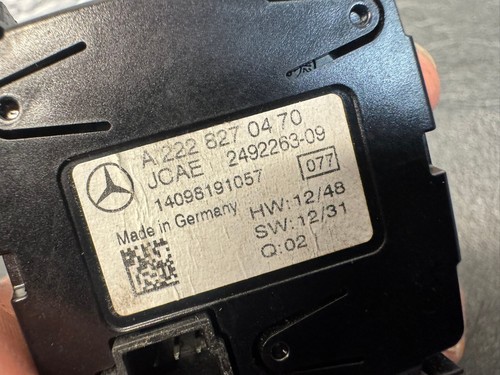 A 222 827 04 70
JCAE 2492263-09
14098191057 077
Made in Germany HW:12/48
SW:12/31
Q:02